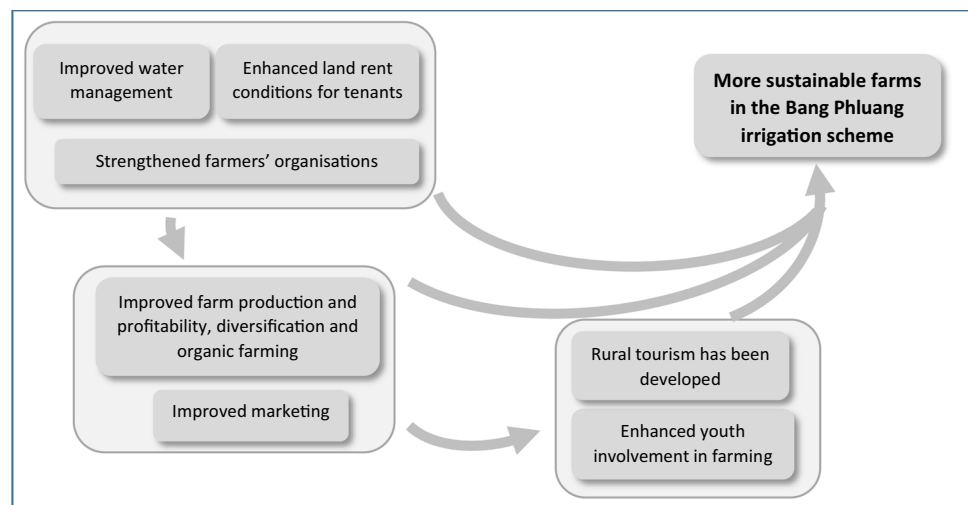 Improved water
management
Enhanced land rent
conditions for tenants
Strengthened farmers' organisations
More sustainable farms
in the Bang Phluang
irrigation scheme
Improved farm production and
profitability, diversification and
organic farming
Improved marketing
Rural tourism has been
developed
Enhanced youth
involvement in farming